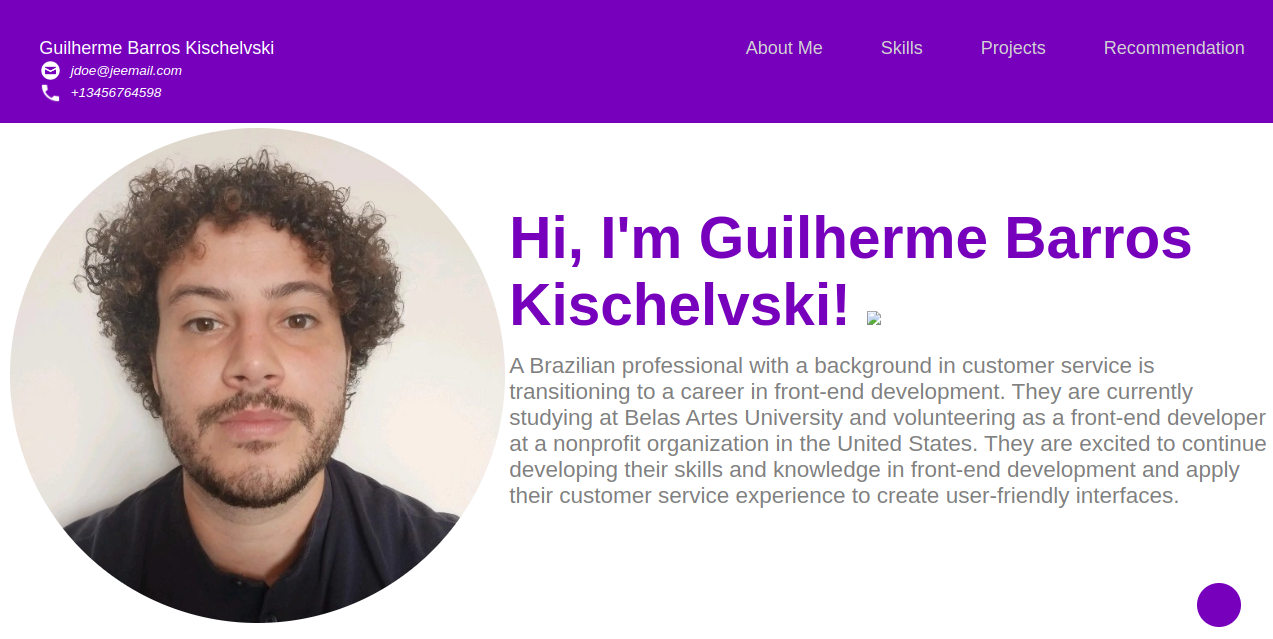 Guilherme Barros Kischelvski
jdoe@jeemail.com
+13456764598
About Me
Skills
Projects
Recommendation
Hi, I'm Guilherme Barros
Kischelvski!
A Brazilian professional with a background in customer service is
transitioning to a career in front-end development. They are currently
studying at Belas Artes University and volunteering as a front-end developer
at a nonprofit organization in the United States. They are excited to continue
developing their skills and knowledge in front-end development and apply
their customer service experience to create user-friendly interfaces.